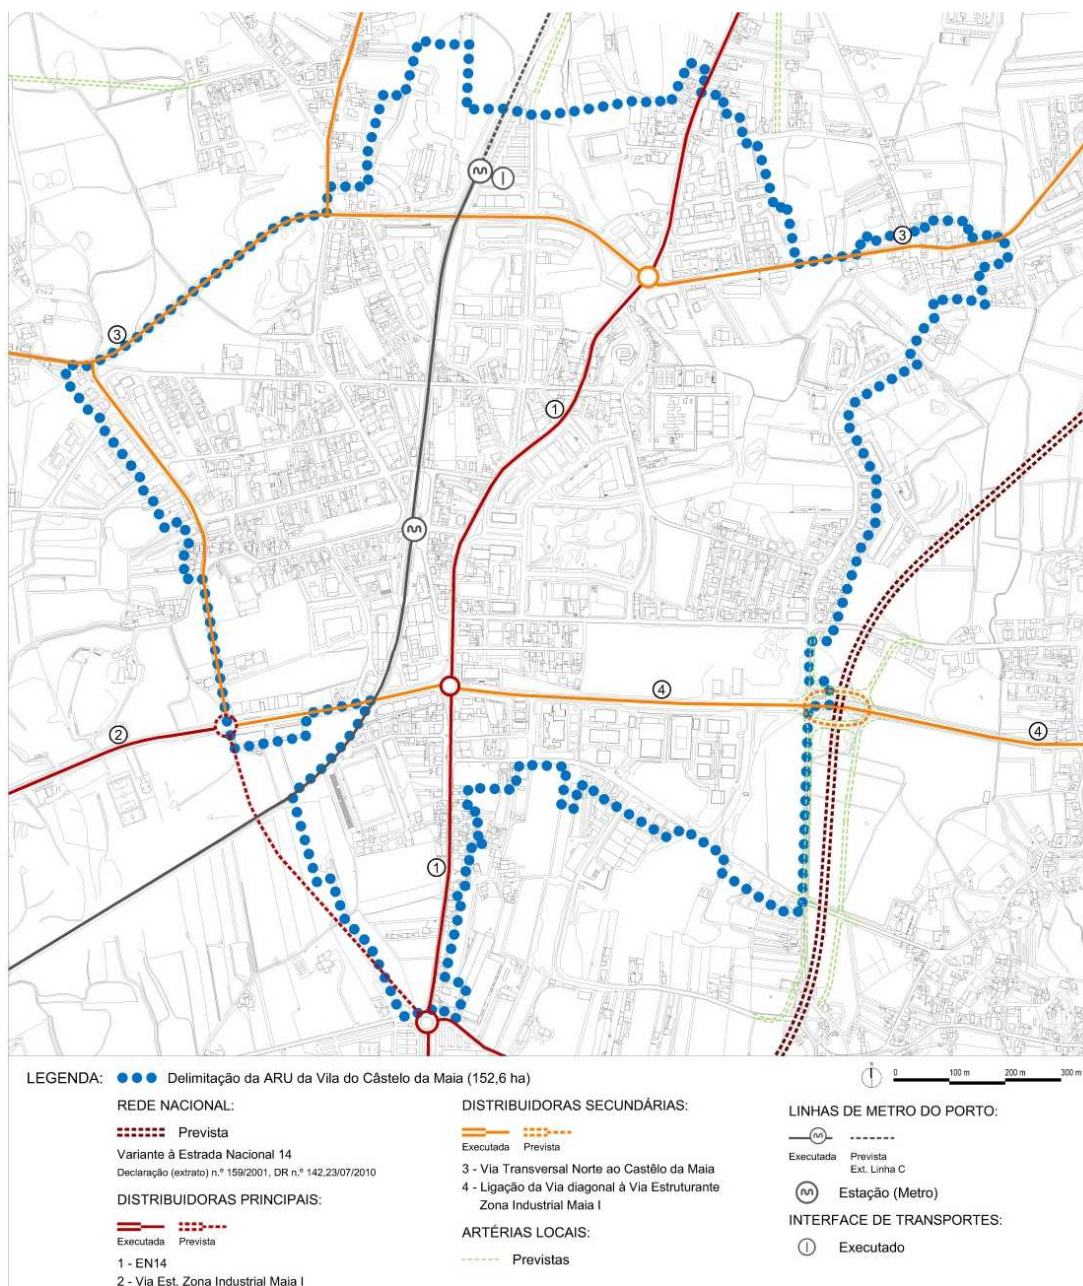 3
3
1
2
4
4
1
LEGENDA: Delimitação da ARU da Vila do Câstelo da Maia (152,6 ha)
N
0 100 m 200 m 300 m
REDE NACIONAL:
Prevista
Variante à Estrada Nacional 14
Declaração (extrato) n.º 159/2001, DR n.º 142,23/07/2010
DISTRIBUIDORAS PRINCIPAIS:
Executada Prevista
1 - EN14
2 - Via Est. Zona Industrial Maia I
DISTRIBUIDORAS SECUNDÁRIAS:
Executada Prevista
3 - Via Transversal Norte ao Castêlo da Maia
4 - Ligação da Via diagonal à Via Estruturante
Zona Industrial Maia I
ARTÉRIAS LOCAIS:
Previstas
LINHAS DE METRO DO PORTO:
Executada Prevista
Ext. Linha C
Estação (Metro)
INTERFACE DE TRANSPORTES:
I Executado